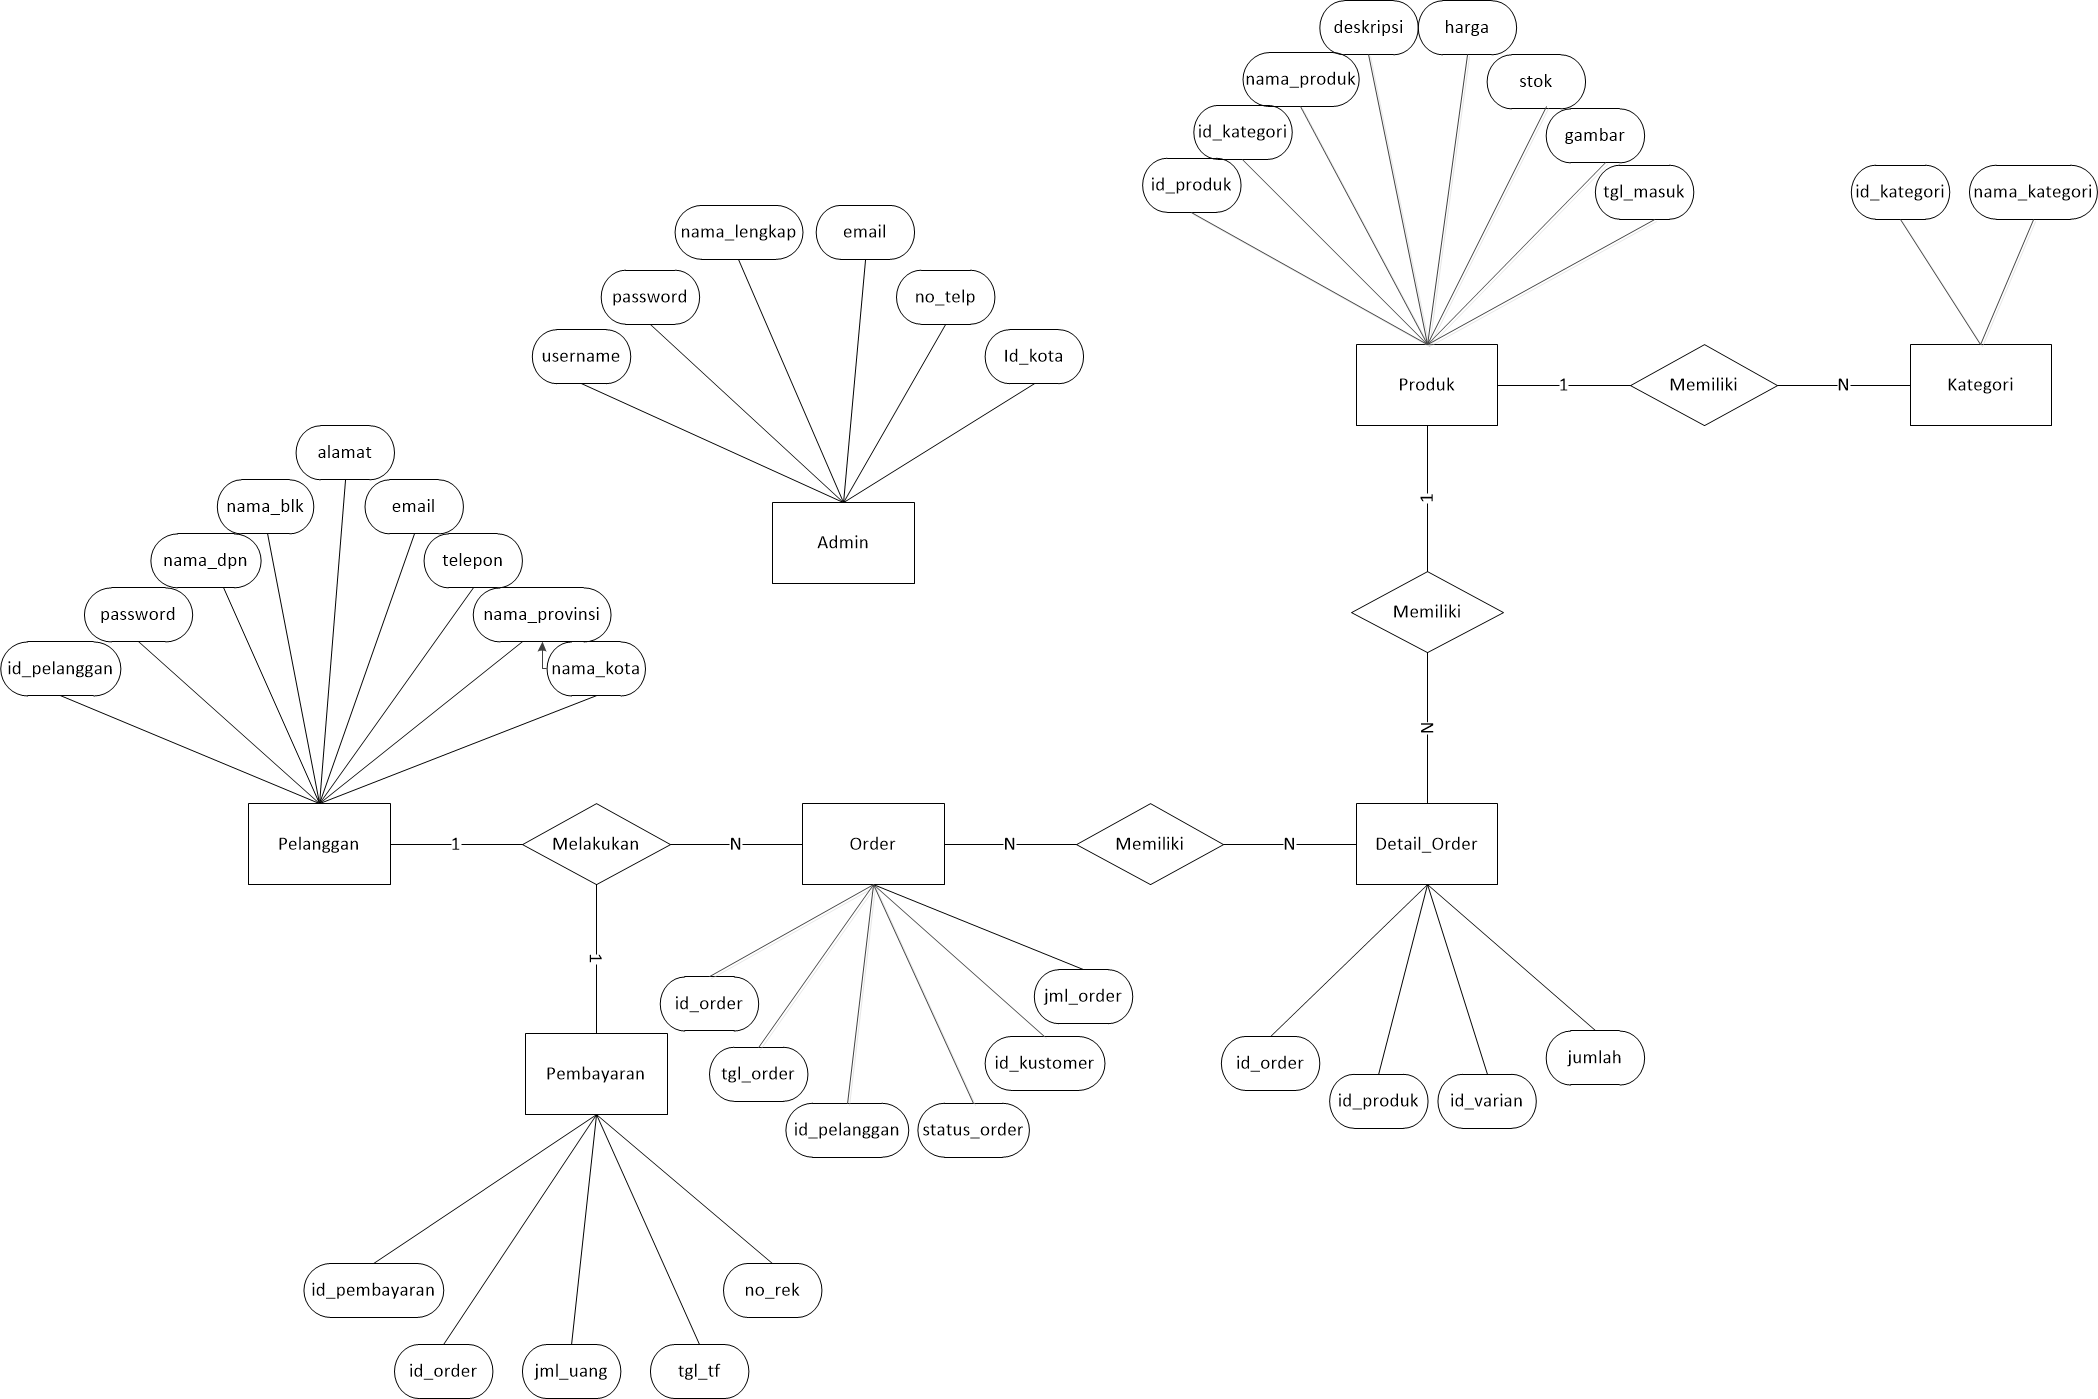 deskripsi
harga
nama_produk
stok
id_kategori
gambar
id_produk
tgl_masuk
id_kategori
nama_kategori
nama_lengkap
email
password
no_telp
username
Id_kota
Produk
1
Memiliki
N
Kategori
alamat
nama_blk
email
1
Admin
nama_dpn
telepon
password
nama_provinsi
Memiliki
id_pelanggan
nama_kota
N
Pelanggan
1
Melakukan
N
Order
N
Memiliki
N
Detail_Order
1
id_order
jml_order
Pembayaran
tgl_order
id_kustomer
id_order
jumlah
id_pelanggan
status_order
id_produk
id_varian
id_pembayaran
no_rek
id_order
jml_uang
tgl_tf